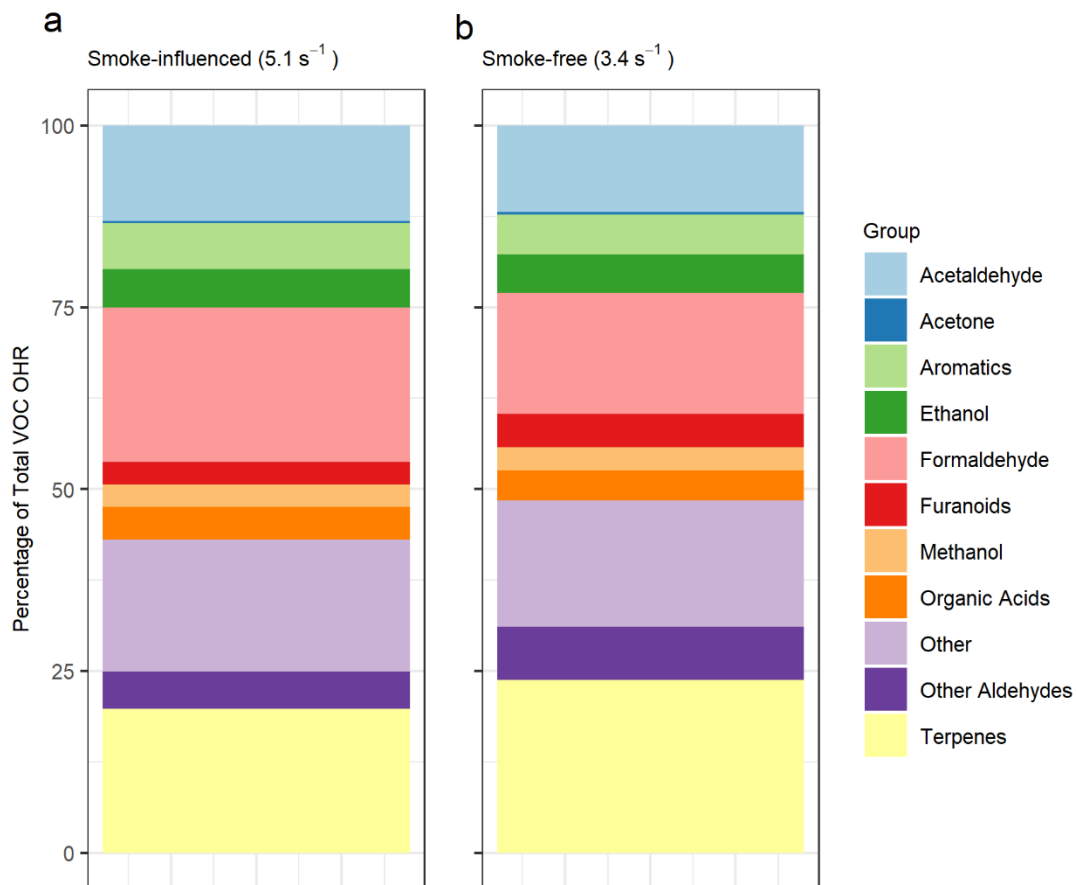 a
Smoke-influenced (5.1 s⁻¹ )
b
Smoke-free (3.4 s⁻¹ )
Percentage of Total VOC OHR
100
75
50
25
0
Group
Acetaldehyde
Acetone
Aromatics
Ethanol
Formaldehyde
Furanoids
Methanol
Organic Acids
Other
Other Aldehydes
Terpenes